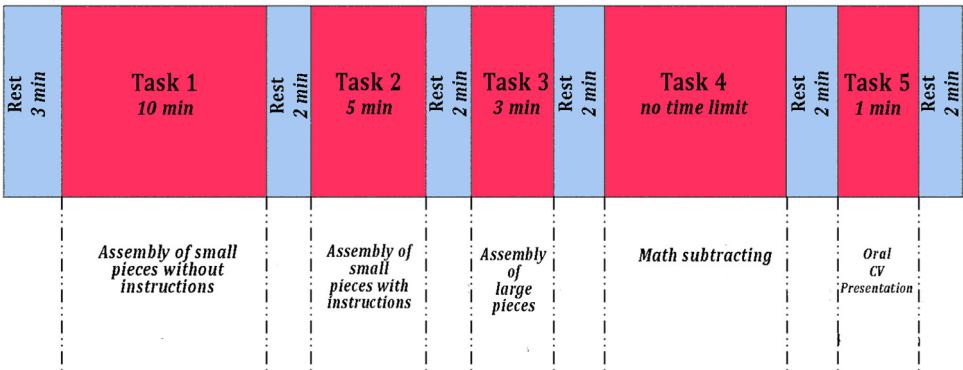 Rest
3 min
Task 1
10 min
Rest
2 min
Task 2
5 min
Rest
2 min
Task 3
3 min
Rest
2 min
Task 4
no time limit
Rest
2 min
Task 5
1 min
Rest
2 min
Assembly of small
pieces without
instructions
Assembly of
small
pieces with
instructions
Assembly
of
large
pieces
Math subtracting
Oral
CV
Presentation